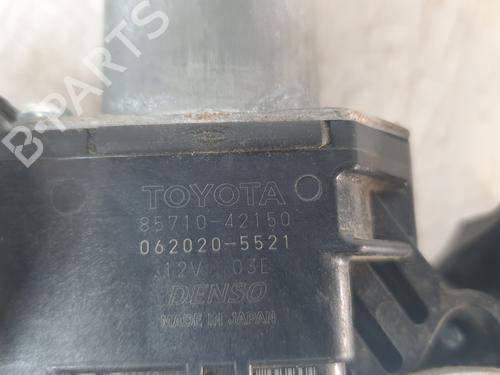 B-PARTS
TOYOTA
85710-42150
062020-5521
12V 03E
DENSO
MADE IN JAPAN